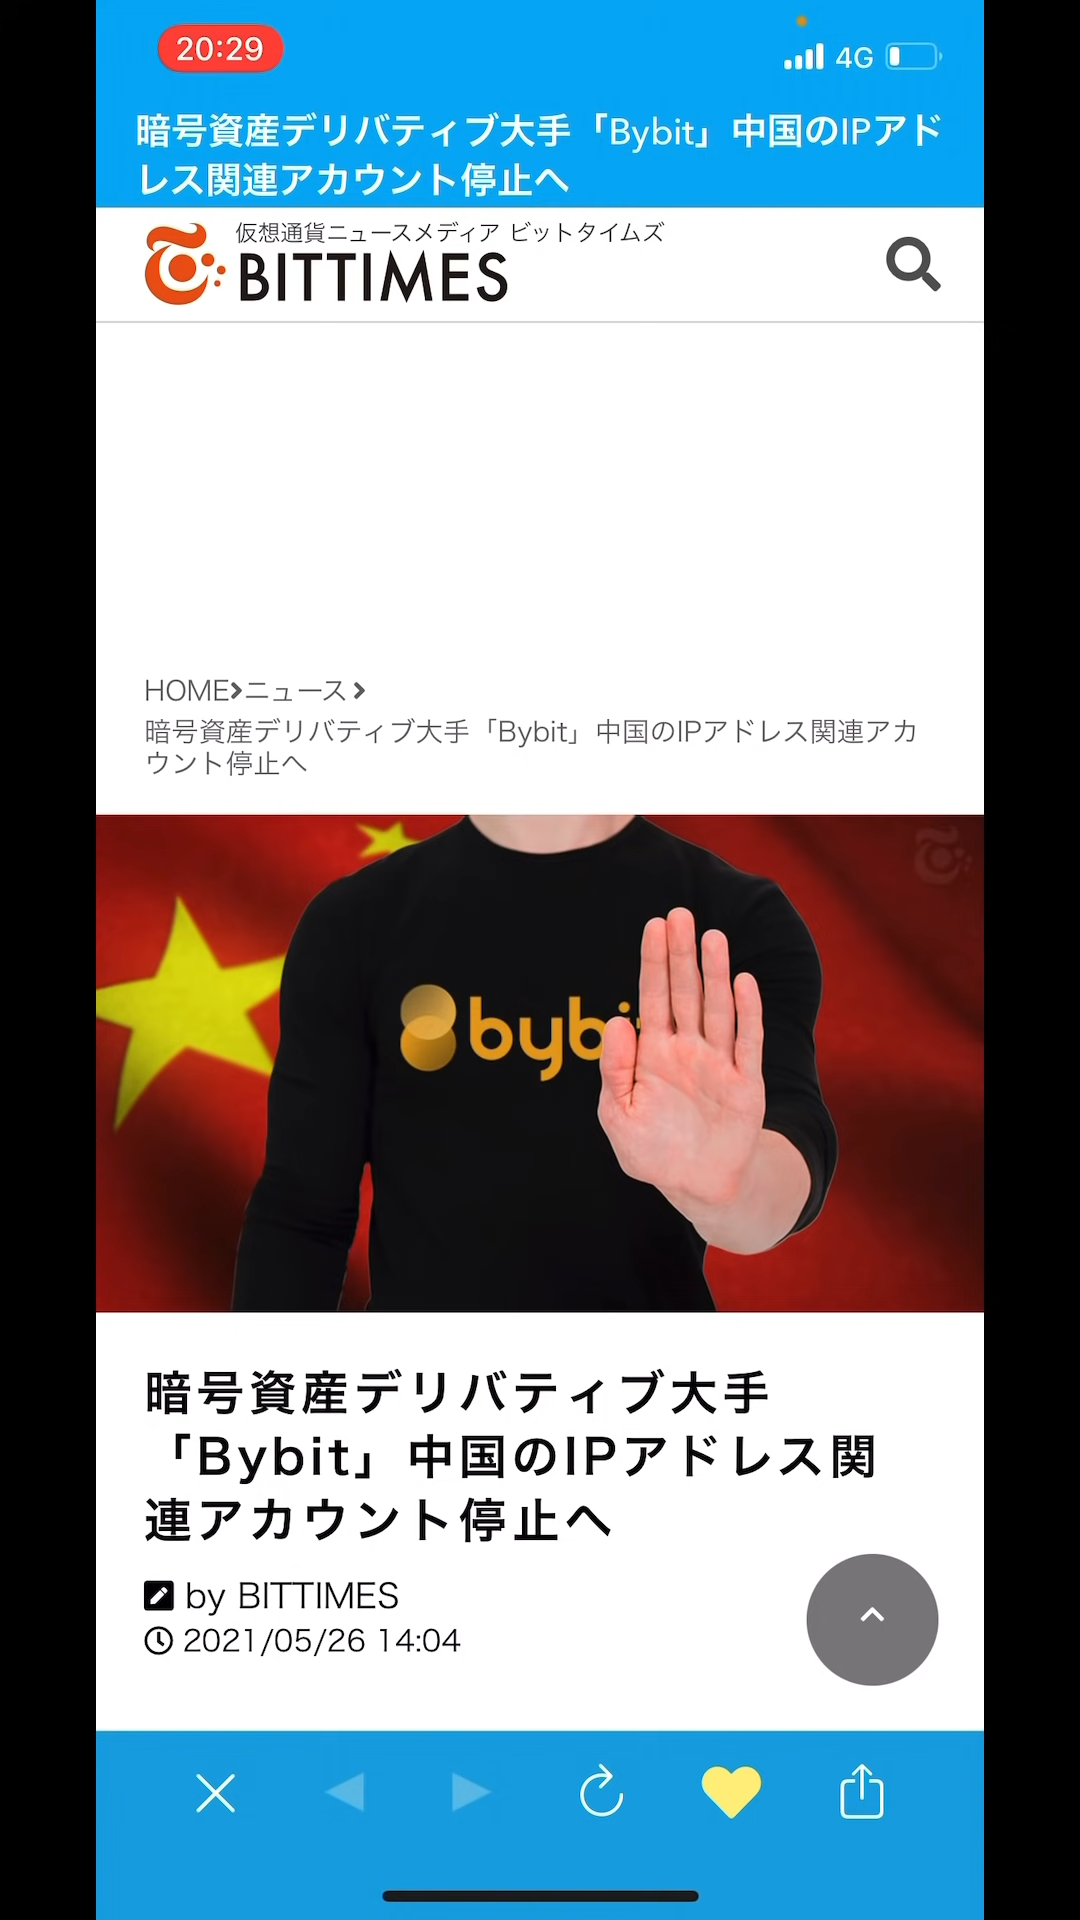 20:29
4G
暗号資産デリバティブ大手「Bybit」中国のIPアド
レス関連アカウント停止へ
仮想通貨ニュースメディア ビットタイムズ
BITTIMES
HOME>ニュース>
暗号資産デリバティブ大手「Bybit」中国のIPアドレス関連アカ
ウント停止へ
bybi
暗号資産デリバティブ大手
「Bybit」中国のIPアドレス関
連アカウント停止へ
by BITTIMES
2021/05/26 14:04